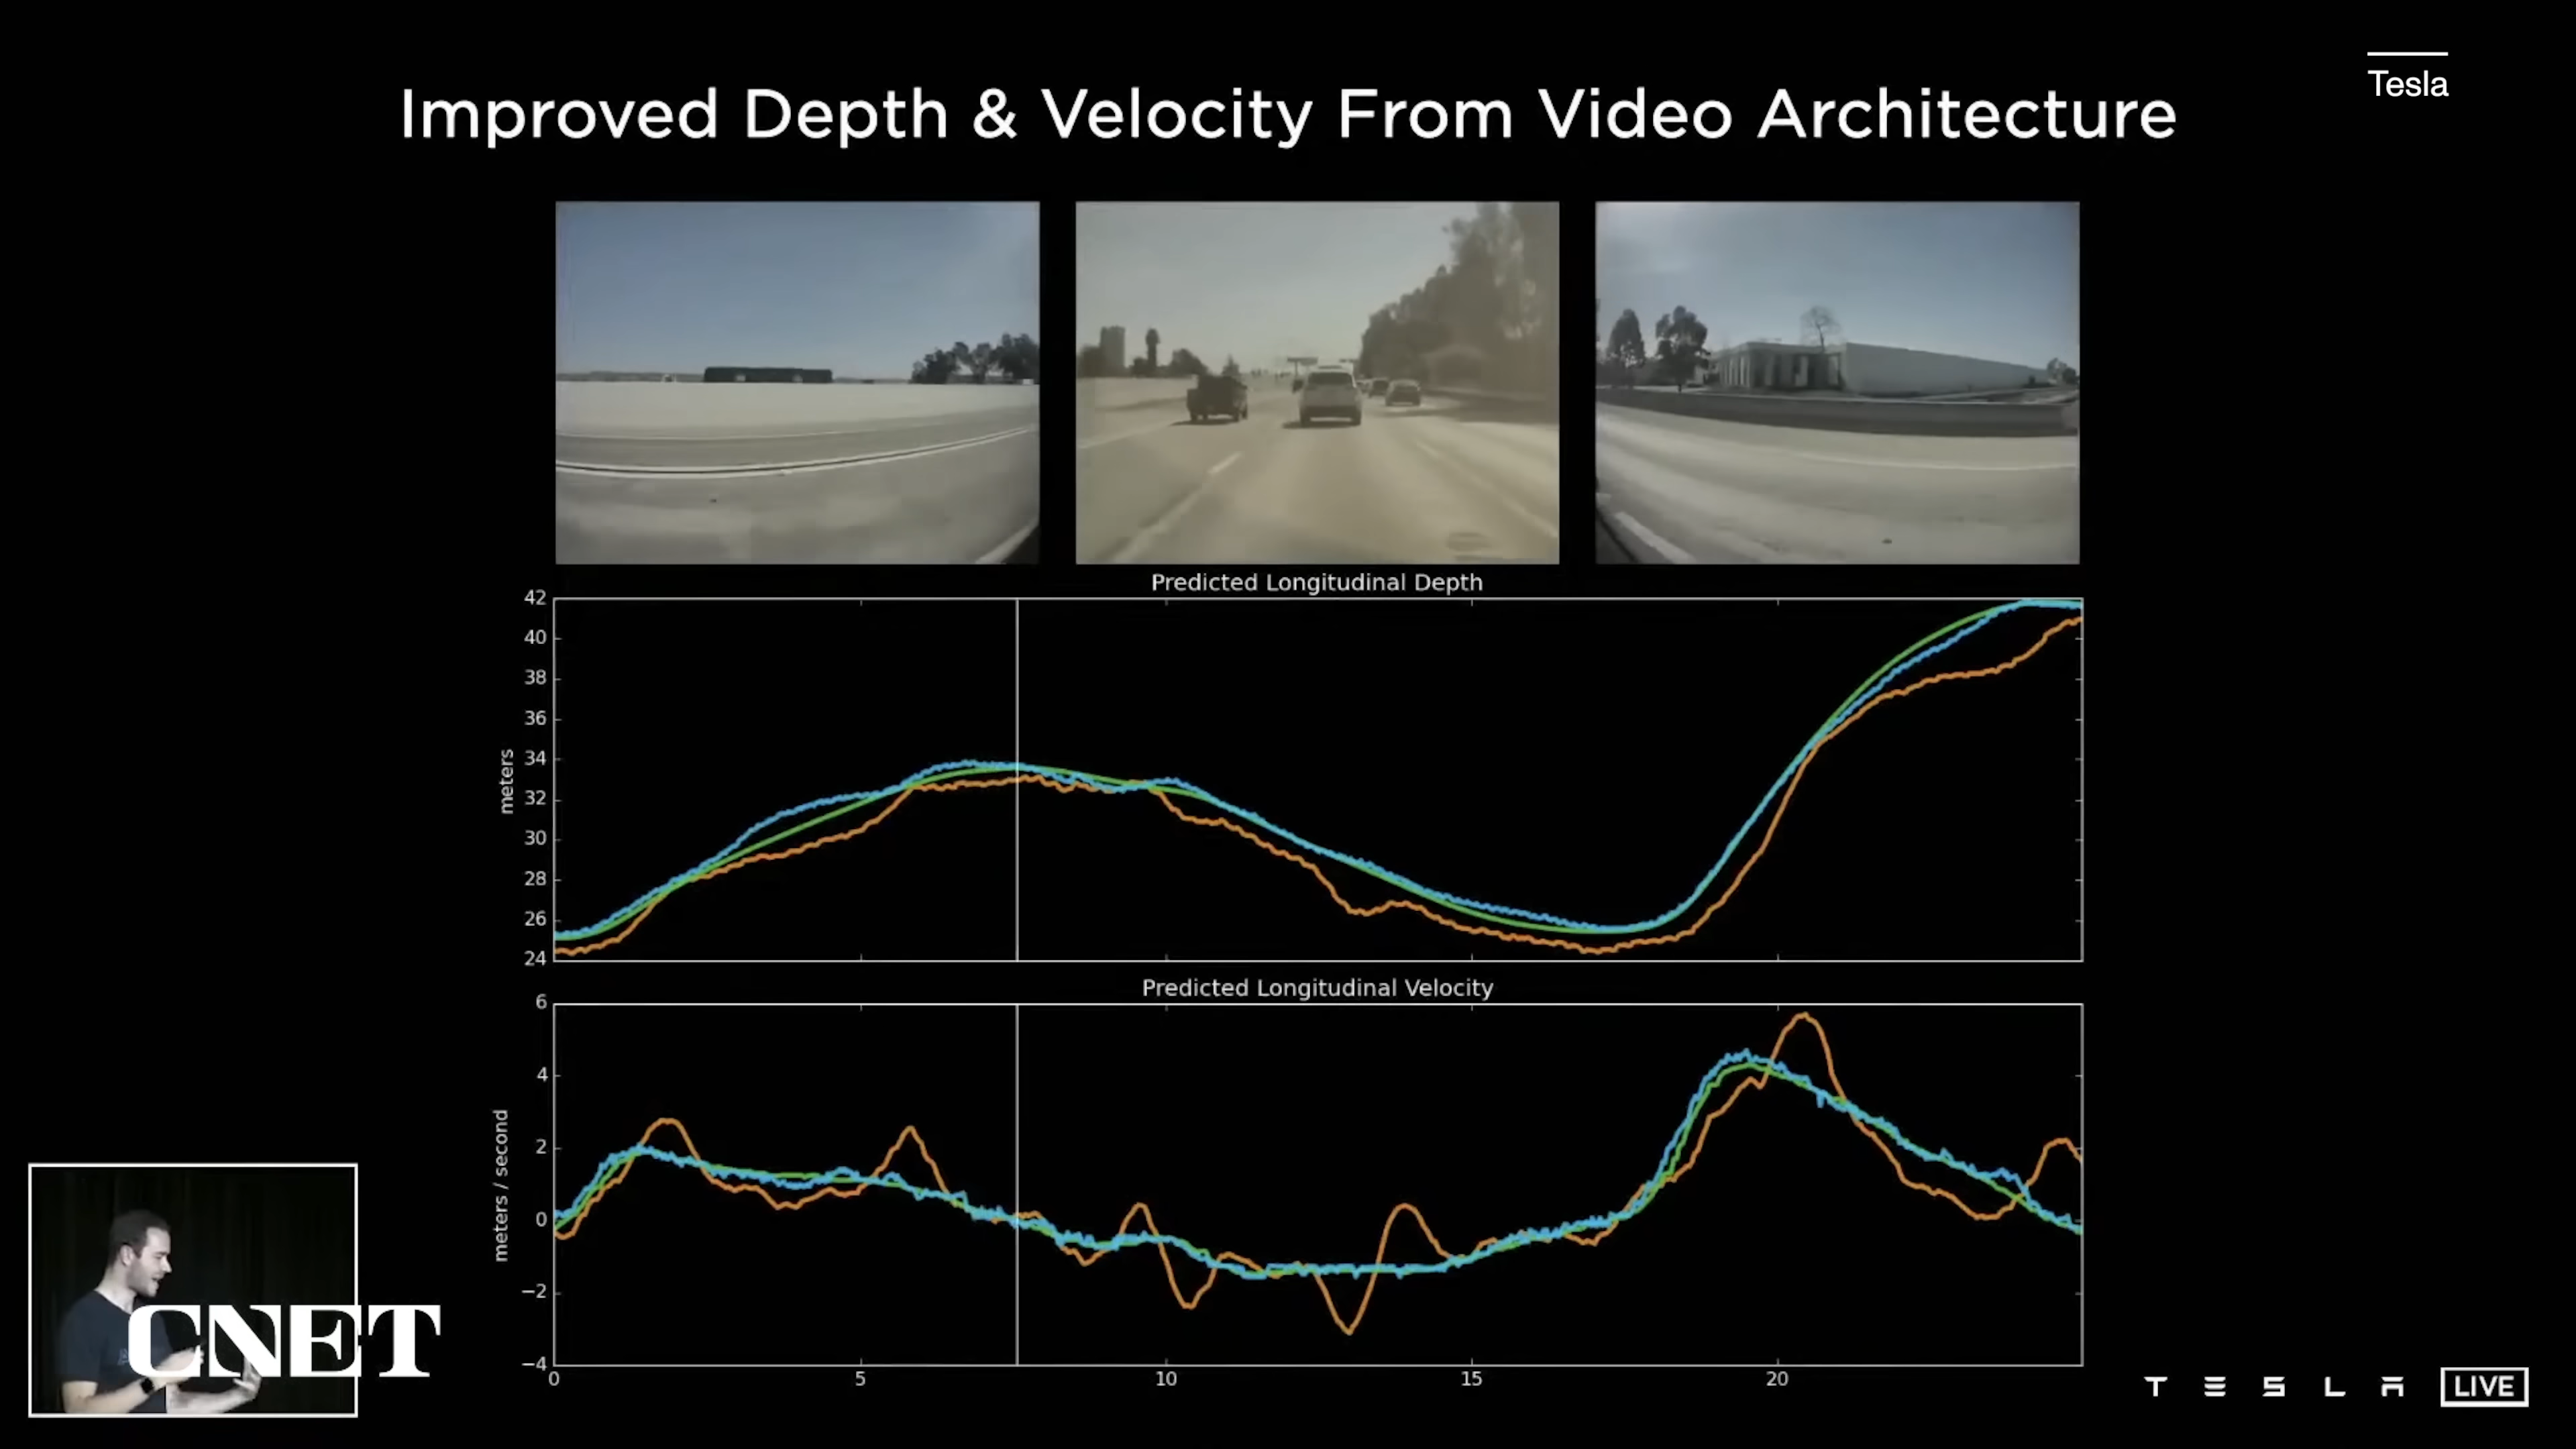 Tesla
Improved Depth & Velocity From Video Architecture
Predicted Longitudinal Depth
42
40
38
36
34
32
30
28
26
24
meters
Predicted Longitudinal Velocity
6
4
2
0
−2
−4
meters / second
0 5 10 15 20
CNET
TESLA LIVE